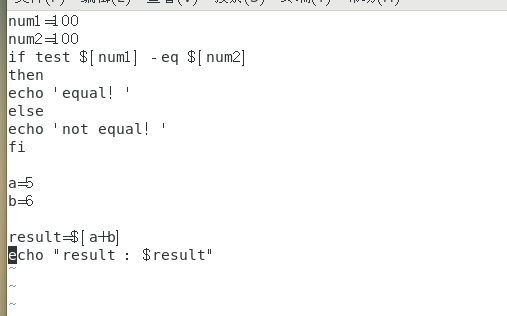 num1=100
num2=100
if test $[num1] -eq $[num2]
then
echo 'equal! '
else
echo 'not equal! '
fi
a=5
b=6
result=$[a+b]
echo "result : $result"
~
~
~